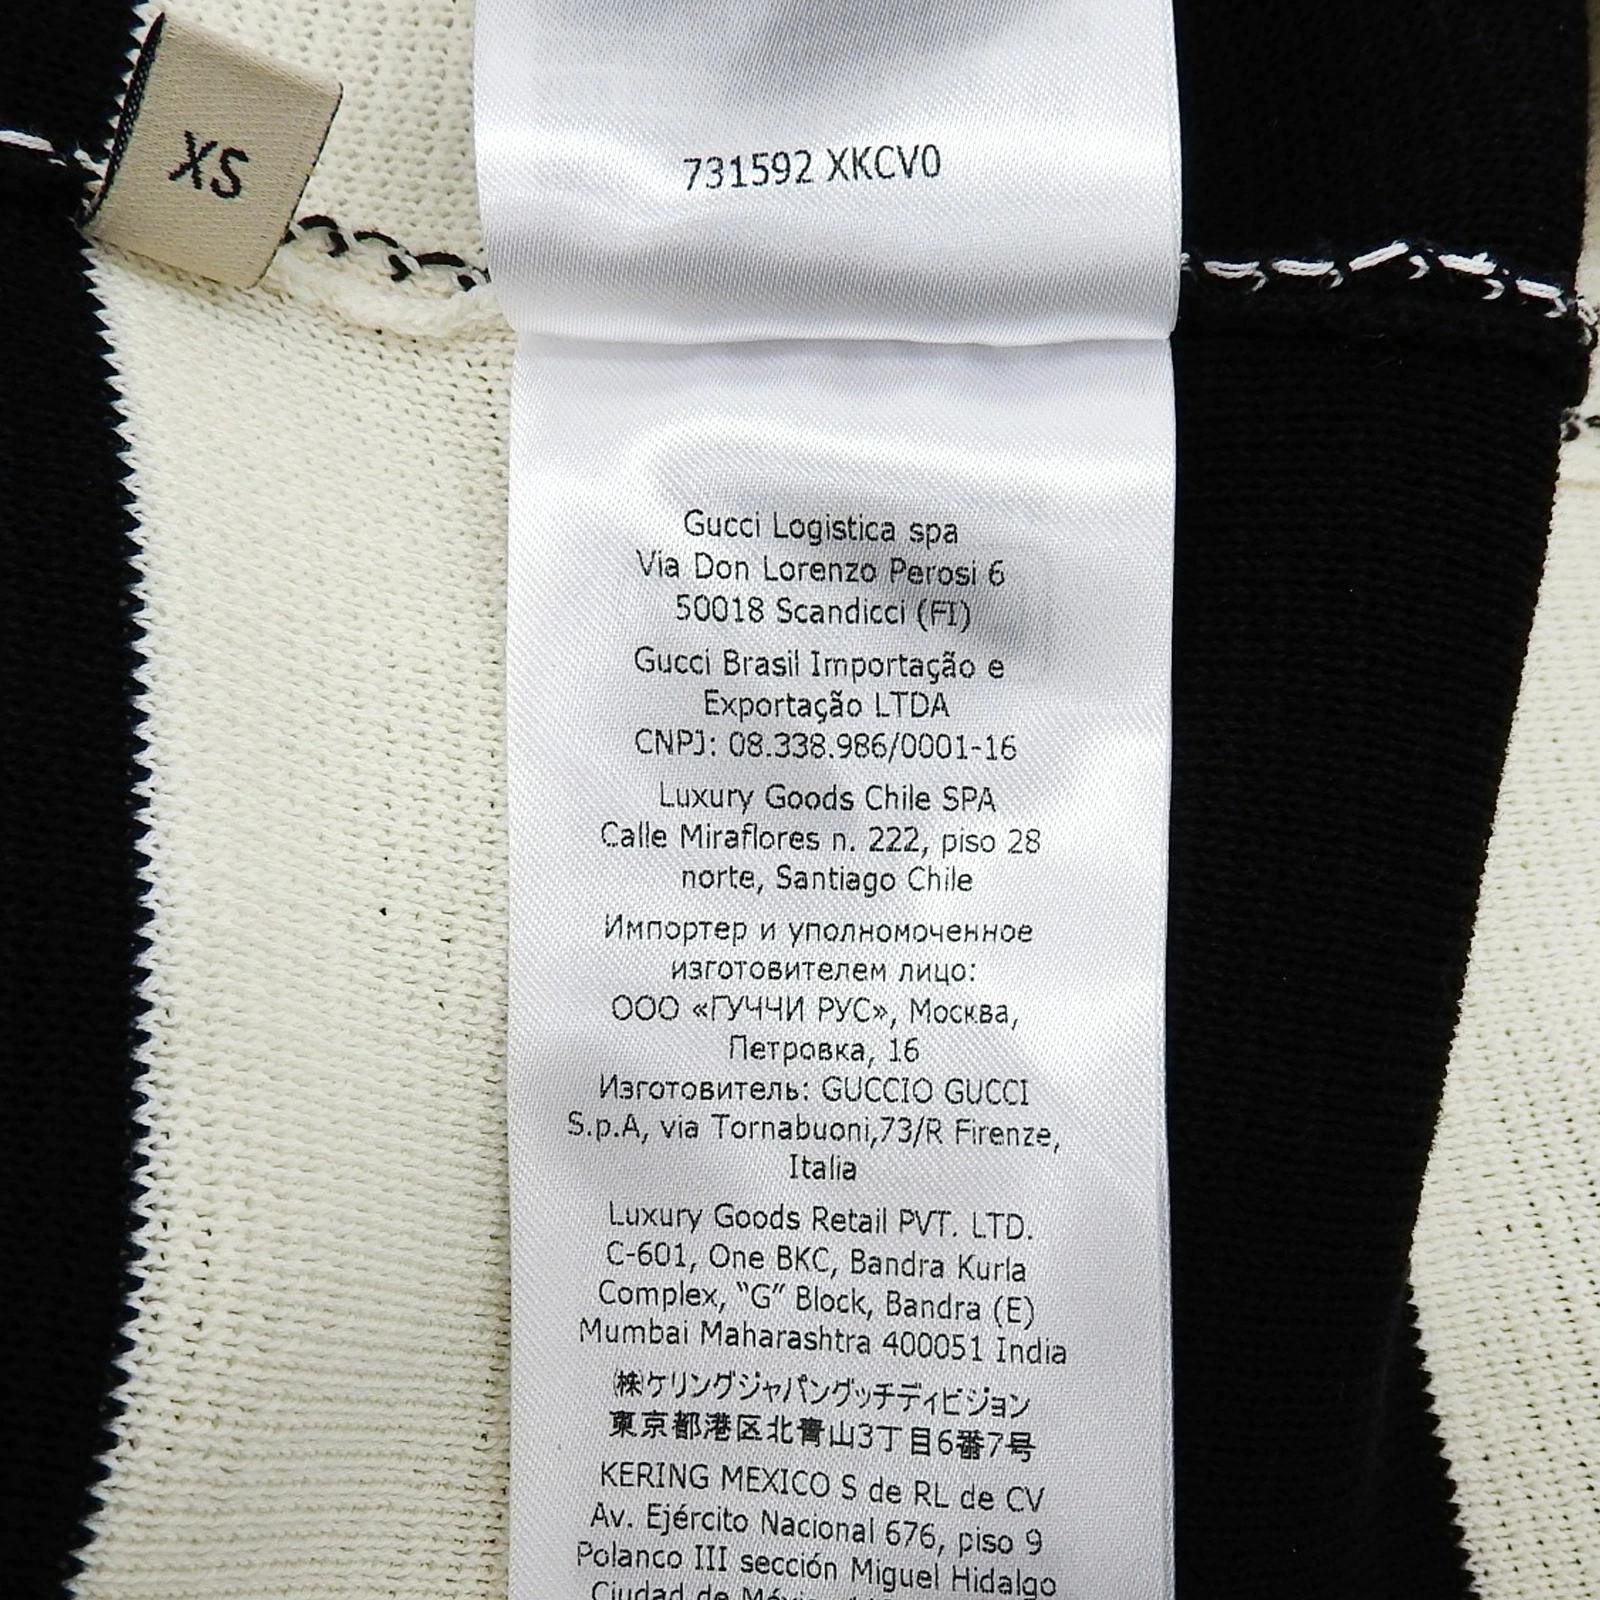 XS
731592 XKCV0
Gucci Logistica spa
Via Don Lorenzo Perosi 6
50018 Scandicci (FI)
Gucci Brasil Importação e
Exportação LTDA
CNPJ: 08.338.986/0001-16
Luxury Goods Chile SPA
Calle Miraflores n. 222, piso 28
norte, Santiago Chile
Импортер и уполномоченное
изготовителем лицо:
ООО «ГУЧЧИ РУС», Москва,
Петровка, 16
Изготовитель: GUCCIO GUCCI
S.p.A, via Tornabuoni,73/R Firenze,
Italia
Luxury Goods Retail PVT. LTD.
C-601, One BKC, Bandra Kurla
Complex, “G” Block, Bandra (E)
Mumbai Maharashtra 400051 India
㈱ケリングジャパングッチディビジョン
東京都港区北青山3丁目6番7号
KERING MEXICO S de RL de CV
Av. Ejército Nacional 676, piso 9
Polanco III sección Miguel Hidalgo
Ciudad de